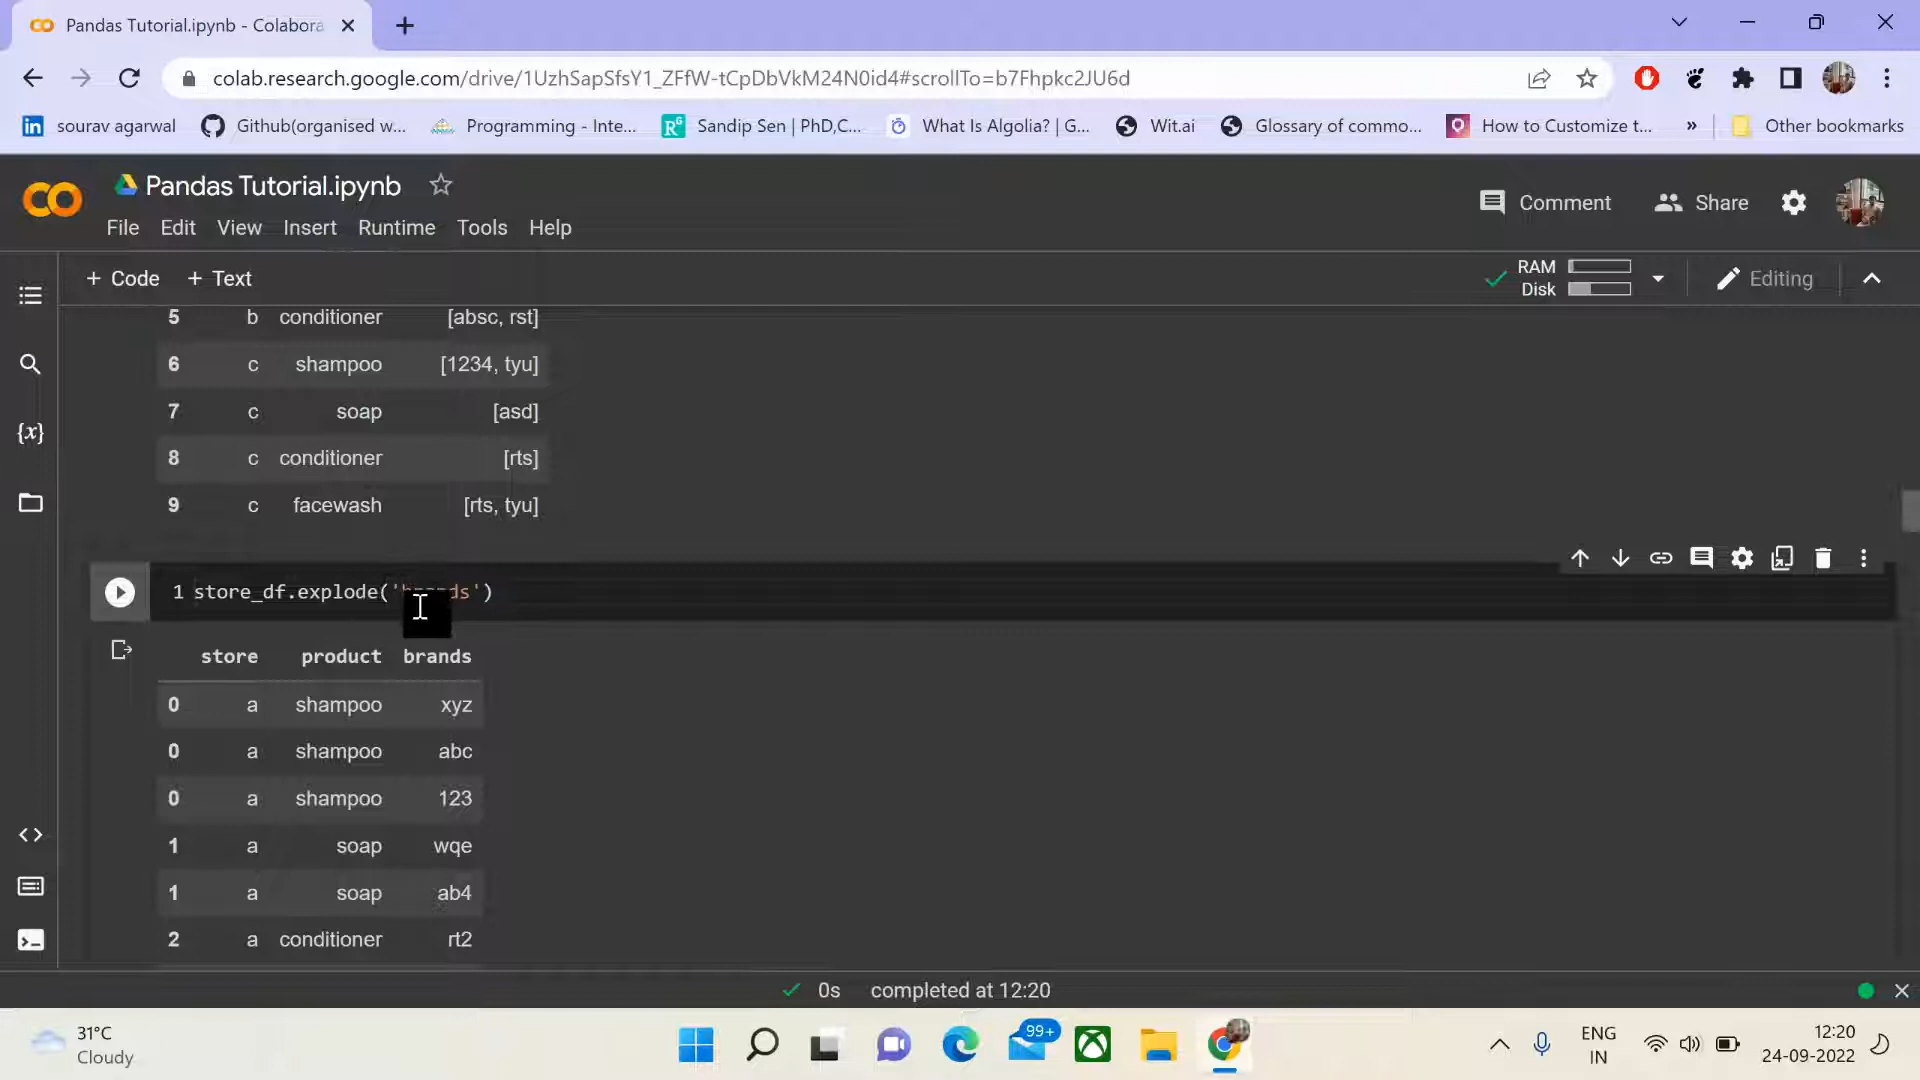 Pandas Tutorial.ipynb - Colabora
colab.research.google.com/drive/1UzhSapSfsY1_ZFfW-tCpDbVkM24N0id4#scrollTo=b7Fhpkc2JU6d
sourav agarwal Github(organised w... Programming - Inte... Sandip Sen | PhD,C... What Is Algolia? | G... Wit.ai Glossary of commo... How to Customize t... » Other bookmarks
Pandas Tutorial.ipynb
Comment Share
File Edit View Insert Runtime Tools Help
+ Code + Text
RAM
Disk
Editing
5 b conditioner [absc, rst]
6 c shampoo [1234, tyu]
7 c soap [asd]
8 c conditioner [rts]
9 c facewash [rts, tyu]
1 store_df.explode('brands')
store product brands
0 a shampoo xyz
0 a shampoo abc
0 a shampoo 123
1 a soap wqe
1 a soap ab4
2 a conditioner rt2
0s completed at 12:20
31°C
Cloudy
99+
ENG
IN
12:20
24-09-2022